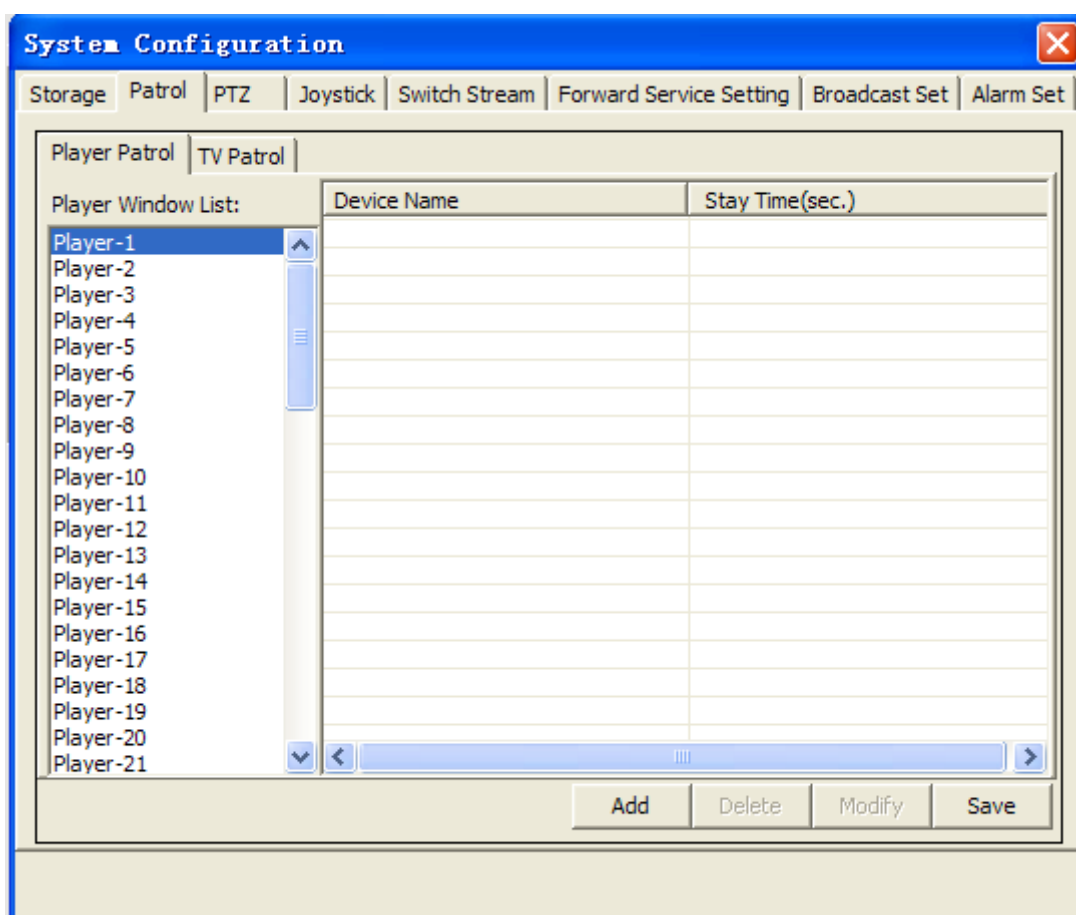 System Configuration
Storage Patrol PTZ Joystick Switch Stream Forward Service Setting Broadcast Set Alarm Set
Player Patrol TV Patrol
Player Window List:
Device Name Stay Time(sec.)
Player-1
Player-2
Player-3
Player-4
Player-5
Player-6
Player-7
Player-8
Player-9
Player-10
Player-11
Player-12
Player-13
Player-14
Player-15
Player-16
Player-17
Player-18
Player-19
Player-20
Player-21
Add Delete Modify Save